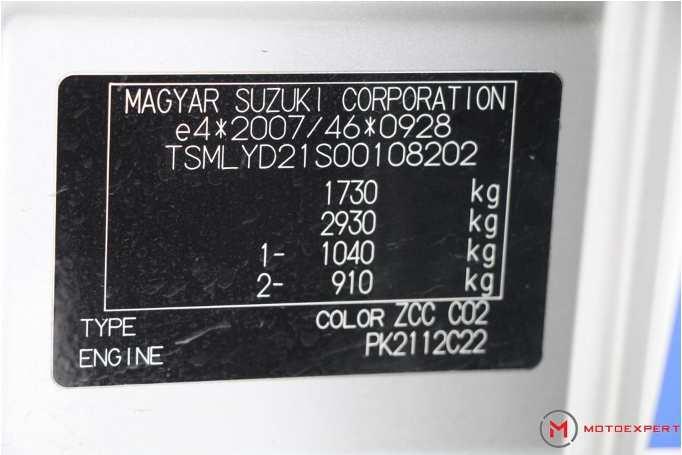 MAGYAR SUZUKI CORPORATION
e4*2007/46*0928
TSMLYD21S00108202
1730 kg
2930 kg
1- 1040 kg
2- 910 kg
TYPE COLOR ZCC C02
ENGINE PK2112C22
M MOTOEXPERT